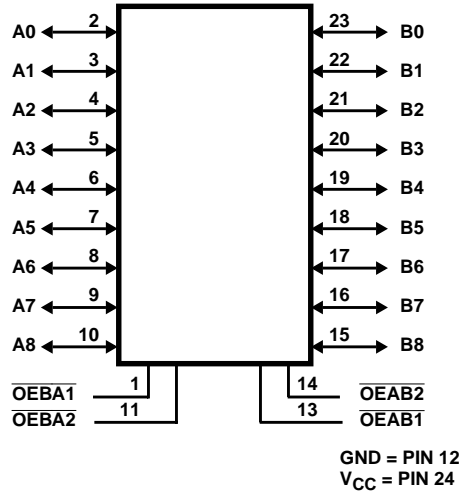 A0 2 23 B0
A1 3 22 B1
A2 4 21 B2
A3 5 20 B3
A4 6 19 B4
A5 7 18 B5
A6 8 17 B6
A7 9 16 B7
A8 10 15 B8
OEBA1 1 14 OEAB2
OEBA2 11 13 OEAB1
GND = PIN 12
VCC = PIN 24